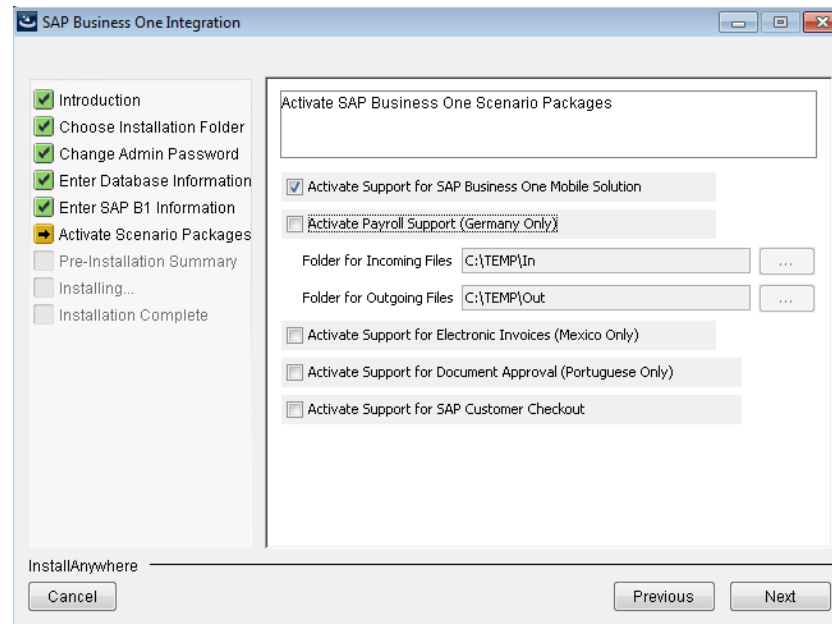 SAP Business One Integration
Introduction
Choose Installation Folder
Change Admin Password
Enter Database Information
Enter SAP B1 Information
Activate Scenario Packages
Pre-Installation Summary
Installing...
Installation Complete
Activate SAP Business One Scenario Packages
Activate Support for SAP Business One Mobile Solution
Activate Payroll Support (Germany Only)
Folder for Incoming Files C:\TEMP\In ...
Folder for Outgoing Files C:\TEMP\Out ...
Activate Support for Electronic Invoices (Mexico Only)
Activate Support for Document Approval (Portuguese Only)
Activate Support for SAP Customer Checkout
InstallAnywhere
Cancel Previous Next